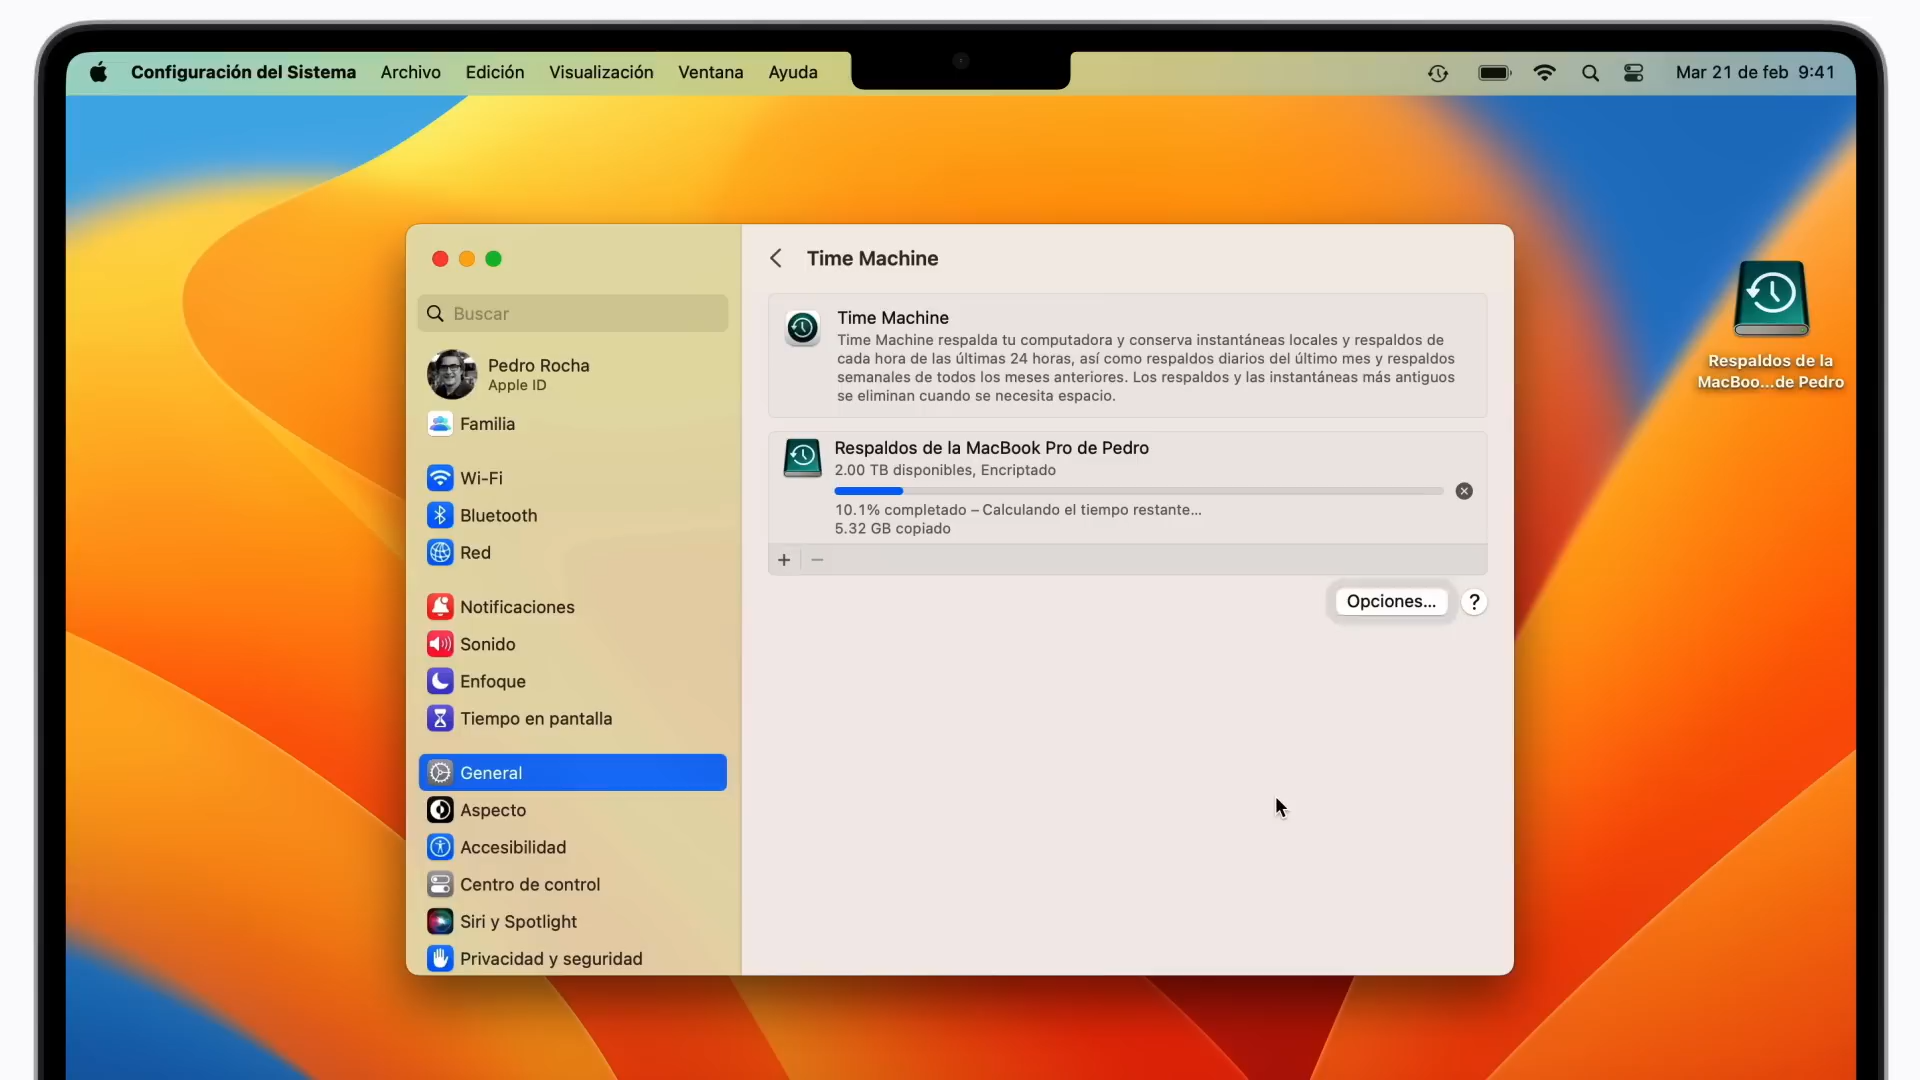 Configuración del Sistema Archivo Edición Visualización Ventana Ayuda Mar 21 de feb 9:41
Buscar
Pedro Rocha
Apple ID
Familia
Wi-Fi
Bluetooth
Red
Notificaciones
Sonido
Enfoque
Tiempo en pantalla
General
Aspecto
Accesibilidad
Centro de control
Siri y Spotlight
Privacidad y seguridad
Time Machine
Time Machine
Time Machine respalda tu computadora y conserva instantáneas locales y respaldos de
cada hora de las últimas 24 horas, así como respaldos diarios del último mes y respaldos
semanales de todos los meses anteriores. Los respaldos y las instantáneas más antiguos
se eliminan cuando se necesita espacio.
Respaldos de la MacBook Pro de Pedro
2.00 TB disponibles, Encriptado
10.1% completado – Calculando el tiempo restante...
5.32 GB copiado
+ −
Opciones... ?
Respaldos de la
MacBoo...de Pedro